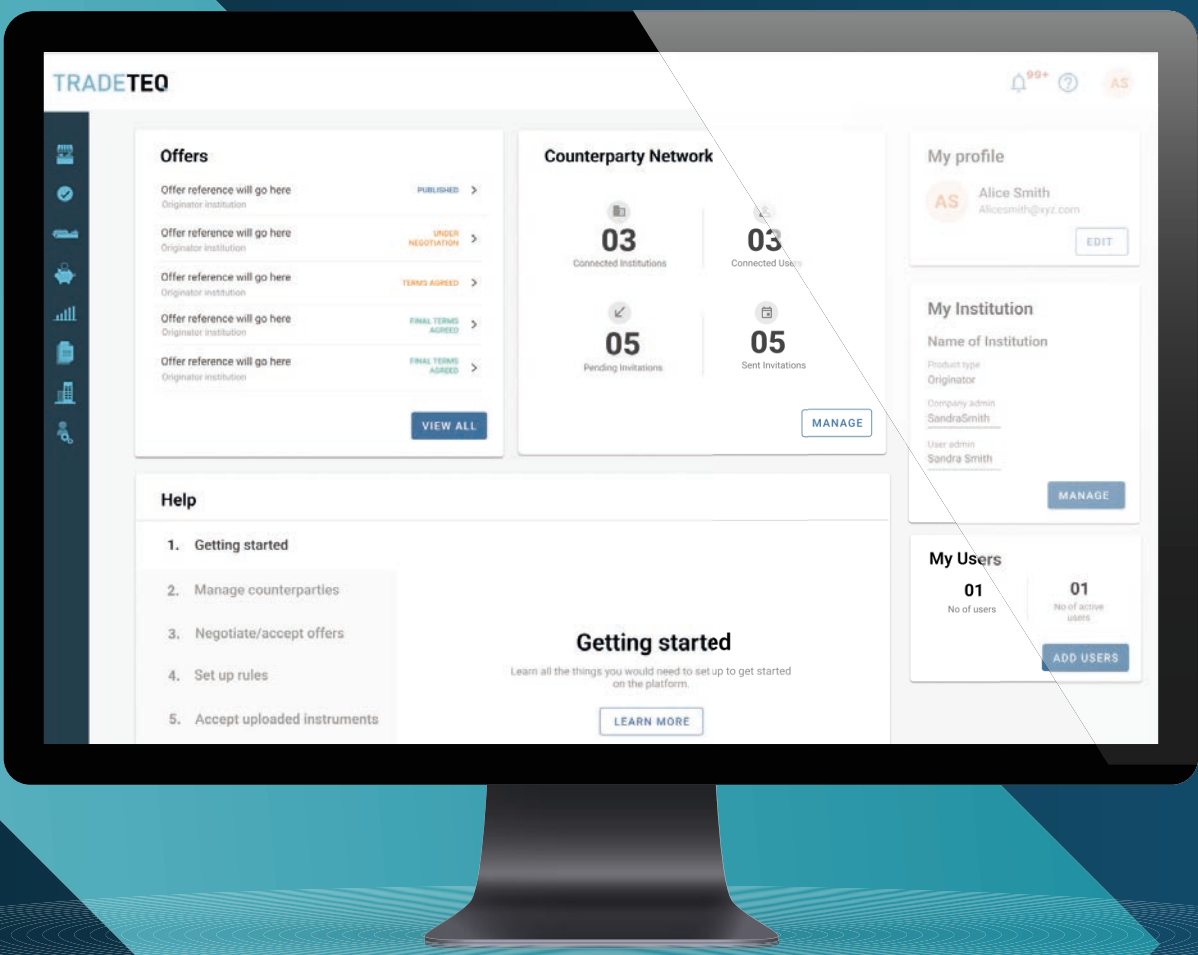 TRADETEQ
99+
AS
Offers
Offer reference will go here
Originator institution
PUBLISHED
Offer reference will go here
Originator institution
UNDER
NEGOTIATION
Offer reference will go here
Originator institution
TERMS AGREED
Offer reference will go here
Originator institution
FINAL TERMS
AGREED
Offer reference will go here
Originator institution
FINAL TERMS
AGREED
VIEW ALL
Counterparty Network
03
Connected Institutions
03
Connected Users
05
Pending Invitations
05
Sent Invitations
MANAGE
My profile
AS
Alice Smith
Alicesmith@xyz.com
EDIT
My Institution
Name of Institution
Product type
Originator
Company admin
SandraSmith
User admin
Sandra Smith
MANAGE
Help
1. Getting started
2. Manage counterparties
3. Negotiate/accept offers
4. Set up rules
5. Accept uploaded instruments
Getting started
Learn all the things you would need to set up to get started
on the platform.
LEARN MORE
My Users
01
No of users
01
No of active
users
ADD USERS